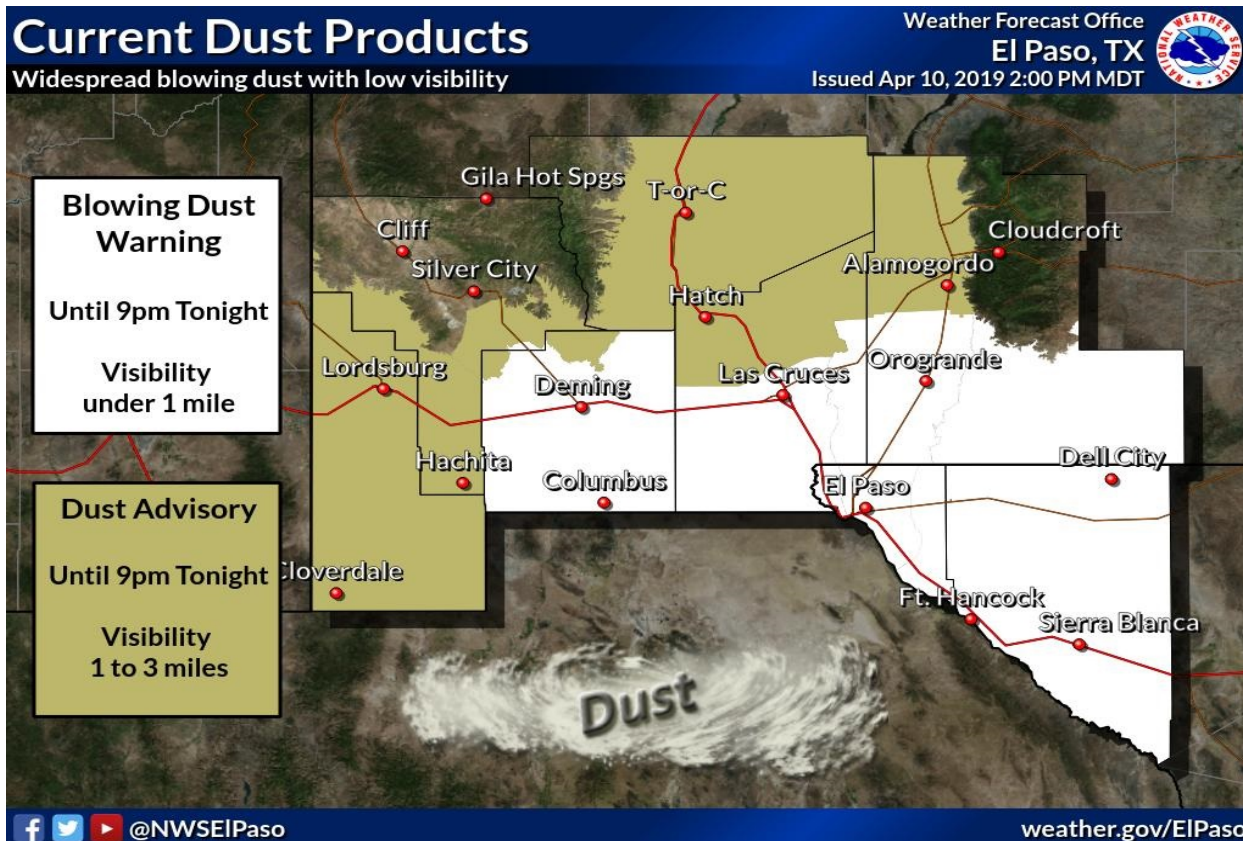 Current Dust Products
Widespread blowing dust with low visibility
Weather Forecast Office
El Paso, TX
Issued Apr 10, 2019 2:00 PM MDT
NATIONAL WEATHER SERVICE
Blowing Dust
Warning
Until 9pm Tonight
Visibility
under 1 mile
Dust Advisory
Until 9pm Tonight
Visibility
1 to 3 miles
Gila Hot Spgs
T-or-C
Cliff
Cloudcroft
Silver City
Alamogordo
Hatch
Lordsburg
Deming
Las Cruces
Orogrande
Hachita
Columbus
El Paso
Dell City
Cloverdale
Ft. Hancock
Sierra Blanca
Dust
@NWSElPaso
weather.gov/ElPaso